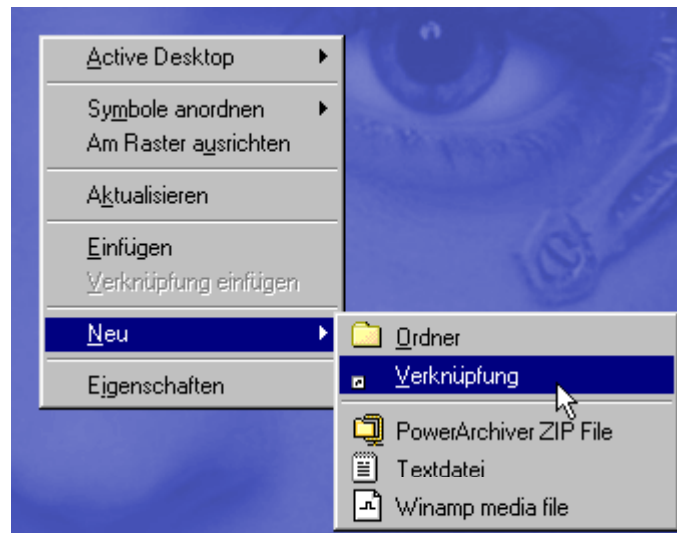 Active Desktop
Symbole anordnen
Am Raster ausrichten
Aktualisieren
Einfügen
Verknüpfung einfügen
Neu
Eigenschaften
Ordner
Verknüpfung
PowerArchiver ZIP File
Textdatei
Winamp media file